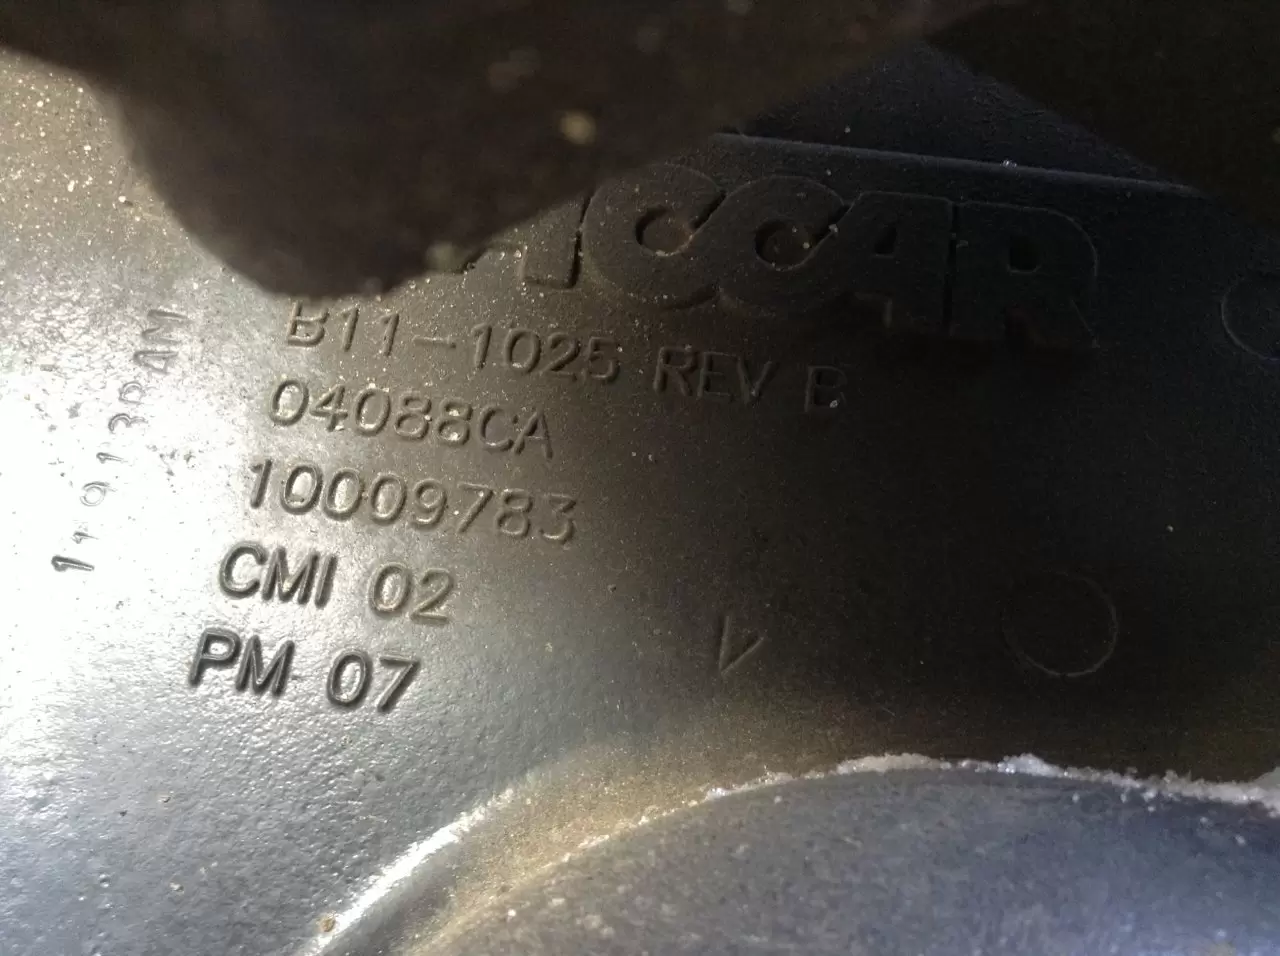 ACCAR
B11-1025 REV B
04088CA
10009783
CMI 02
PM 07